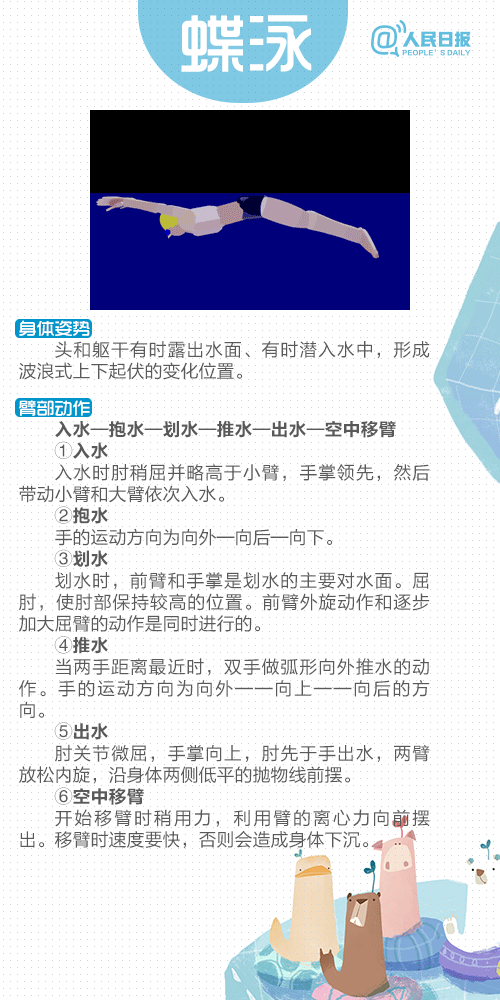 蝶泳
@人民日报
PEOPLE'S DAILY
身体姿势
头和躯干有时露出水面、有时潜入水中，形成
波浪式上下起伏的变化位置。
臂部动作
入水—抱水—划水—推水—出水—空中移臂
①入水
入水时肘稍屈并略高于小臂，手掌领先，然后
带动小臂和大臂依次入水。
②抱水
手的运动方向为向外—向后—向下。
③划水
划水时，前臂和手掌是划水的主要对水面。屈
肘，使肘部保持较高的位置。前臂外旋动作和逐步
加大屈臂的动作是同时进行的。
④推水
当两手距离最近时，双手做弧形向外推水的动
作。手的运动方向为向外——向上——向后的方
向。
⑤出水
肘关节微屈，手掌向上，肘先于手出水，两臂
放松内旋，沿身体两侧低平的抛物线前摆。
⑥空中移臂
开始移臂时稍用力，利用臂的离心力向前摆
出。移臂时速度要快，否则会造成身体下沉。